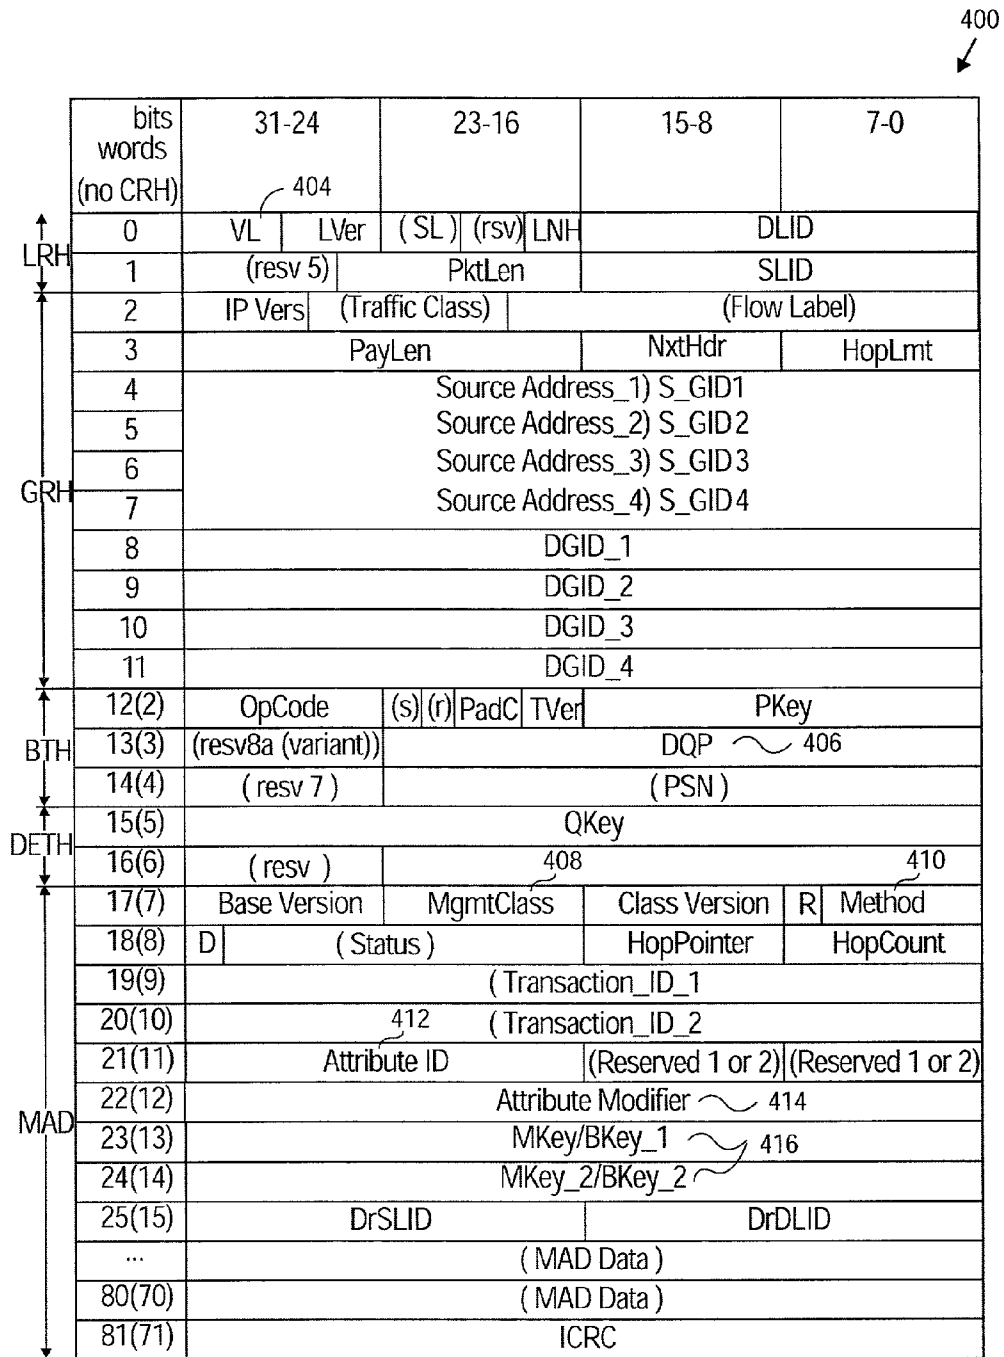 400
bits 31-24 23-16 15-8 7-0
words
(no CRH) 404
0 VL LVer ( SL ) (rsv) LNH DLID
LRH
1 (resv 5) PktLen SLID
2 IP Vers (Traffic Class) (Flow Label)
3 PayLen NxtHdr HopLmt
4 Source Address_1) S_GID1
5 Source Address_2) S_GID2
6 Source Address_3) S_GID3
GRH
7 Source Address_4) S_GID4
8 DGID_1
9 DGID_2
10 DGID_3
11 DGID_4
12(2) OpCode (s) (r) PadC TVer PKey
BTH 13(3) (resv8a (variant)) DQP 406
14(4) ( resv 7 ) ( PSN )
15(5) QKey
DETH
16(6) ( resv ) 408 410
17(7) Base Version MgmtClass Class Version R Method
18(8) D ( Status ) HopPointer HopCount
19(9) ( Transaction_ID_1
20(10) 412 ( Transaction_ID_2
21(11) Attribute ID (Reserved 1 or 2) (Reserved 1 or 2)
22(12) Attribute Modifier 414
MAD
23(13) MKey/BKey_1 416
24(14) MKey_2/BKey_2
25(15) DrSLID DrDLID
... ( MAD Data )
80(70) ( MAD Data )
81(71) ICRC